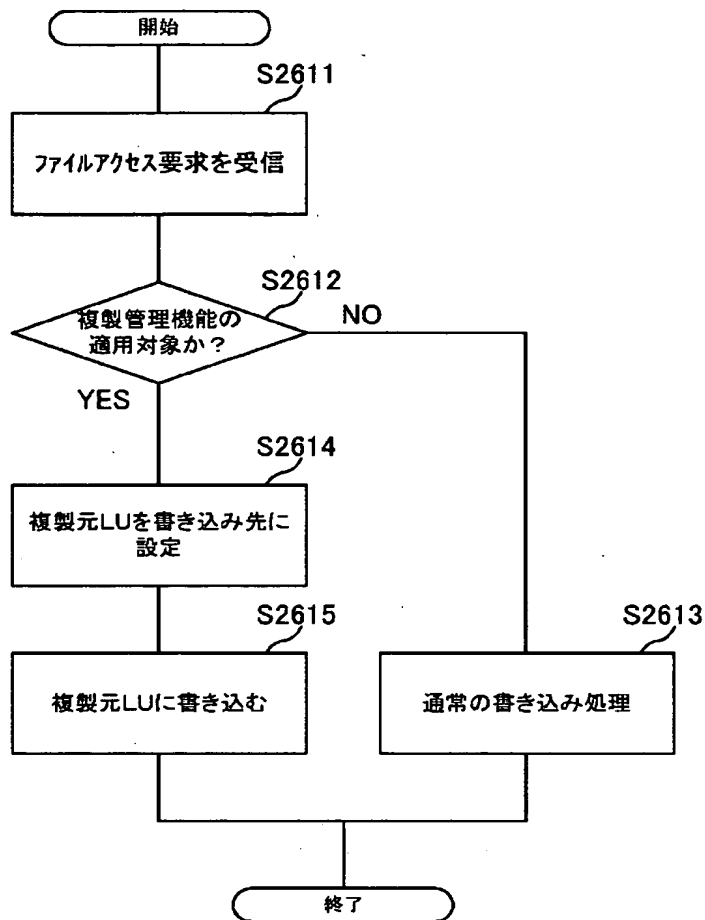 開始
S2611
ファイルアクセス要求を受信
S2612
複製管理機能の
適用対象か？
NO
YES
S2614
複製元LUを書き込み先に
設定
S2615
複製元LUに書き込む
S2613
通常の書き込み処理
終了